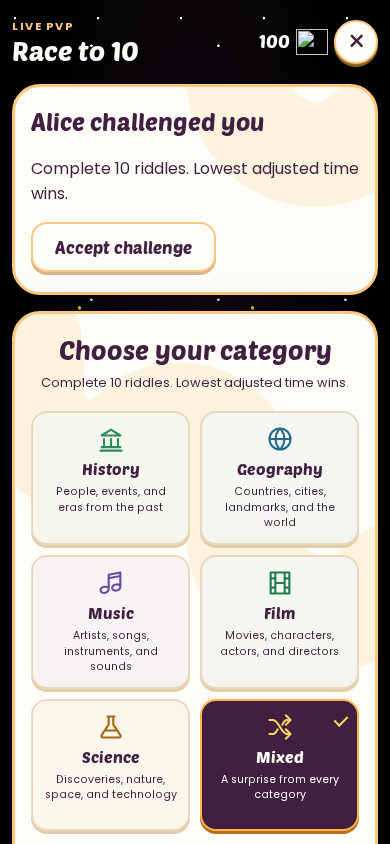 LIVE PVP
Race to 10
100
Alice challenged you
Complete 10 riddles. Lowest adjusted time
wins.
Accept challenge
Choose your category
Complete 10 riddles. Lowest adjusted time wins.
History
People, events, and
eras from the past
Geography
Countries, cities,
landmarks, and the
world
Music
Artists, songs,
instruments, and
sounds
Film
Movies, characters,
actors, and directors
Science
Discoveries, nature,
space, and technology
Mixed
A surprise from every
category